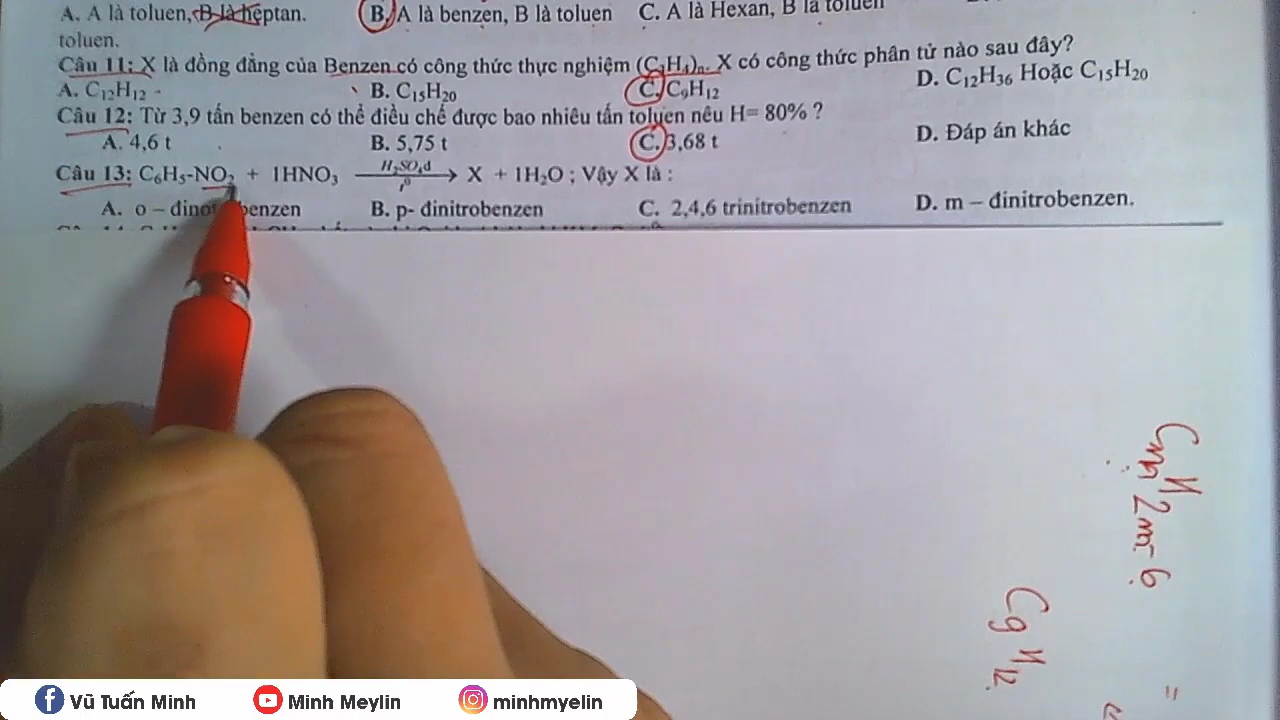 A. A là toluen, B là heptan. B. A là benzen, B là toluen C. A là Hexan, B là toluen
toluen.
Câu 11: X là đồng đẳng của Benzen có công thức thực nghiệm (C₃H₄)ₙ. X có công thức phân tử nào sau đây?
A. C₁₂H₁₂ B. C₁₅H₂₀ C. C₉H₁₂ D. C₁₂H₃₆ Hoặc C₁₅H₂₀
Câu 12: Từ 3,9 tấn benzen có thể điều chế được bao nhiêu tấn toluen nêu H= 80% ?
A. 4,6 t B. 5,75 t C. 3,68 t D. Đáp án khác
Câu 13: C₆H₅-NO₂ + 1HNO₃ H₂SO₄đ t⁰ → X + 1H₂O ; Vậy X là :
A. o – benzen B. p- đinitrobenzen C. 2,4,6 trinitrobenzen D. m – đinitrobenzen.
C₉H₁₂
Vũ Tuấn Minh Minh Meylin minhmyelin